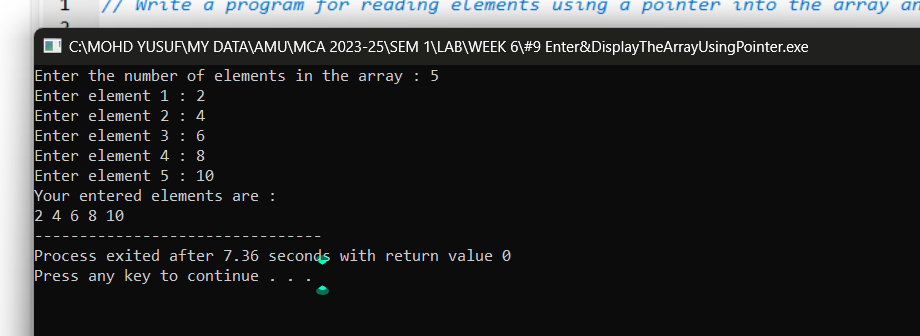 1 // Write a program for reading elements using a pointer into the array an
C:\MOHD YUSUF\MY DATA\AMU\MCA 2023-25\SEM 1\LAB\WEEK 6\#9 Enter&DisplayTheArrayUsingPointer.exe
Enter the number of elements in the array : 5
Enter element 1 : 2
Enter element 2 : 4
Enter element 3 : 6
Enter element 4 : 8
Enter element 5 : 10
Your entered elements are :
2 4 6 8 10
--------------------------------
Process exited after 7.36 seconds with return value 0
Press any key to continue . . .